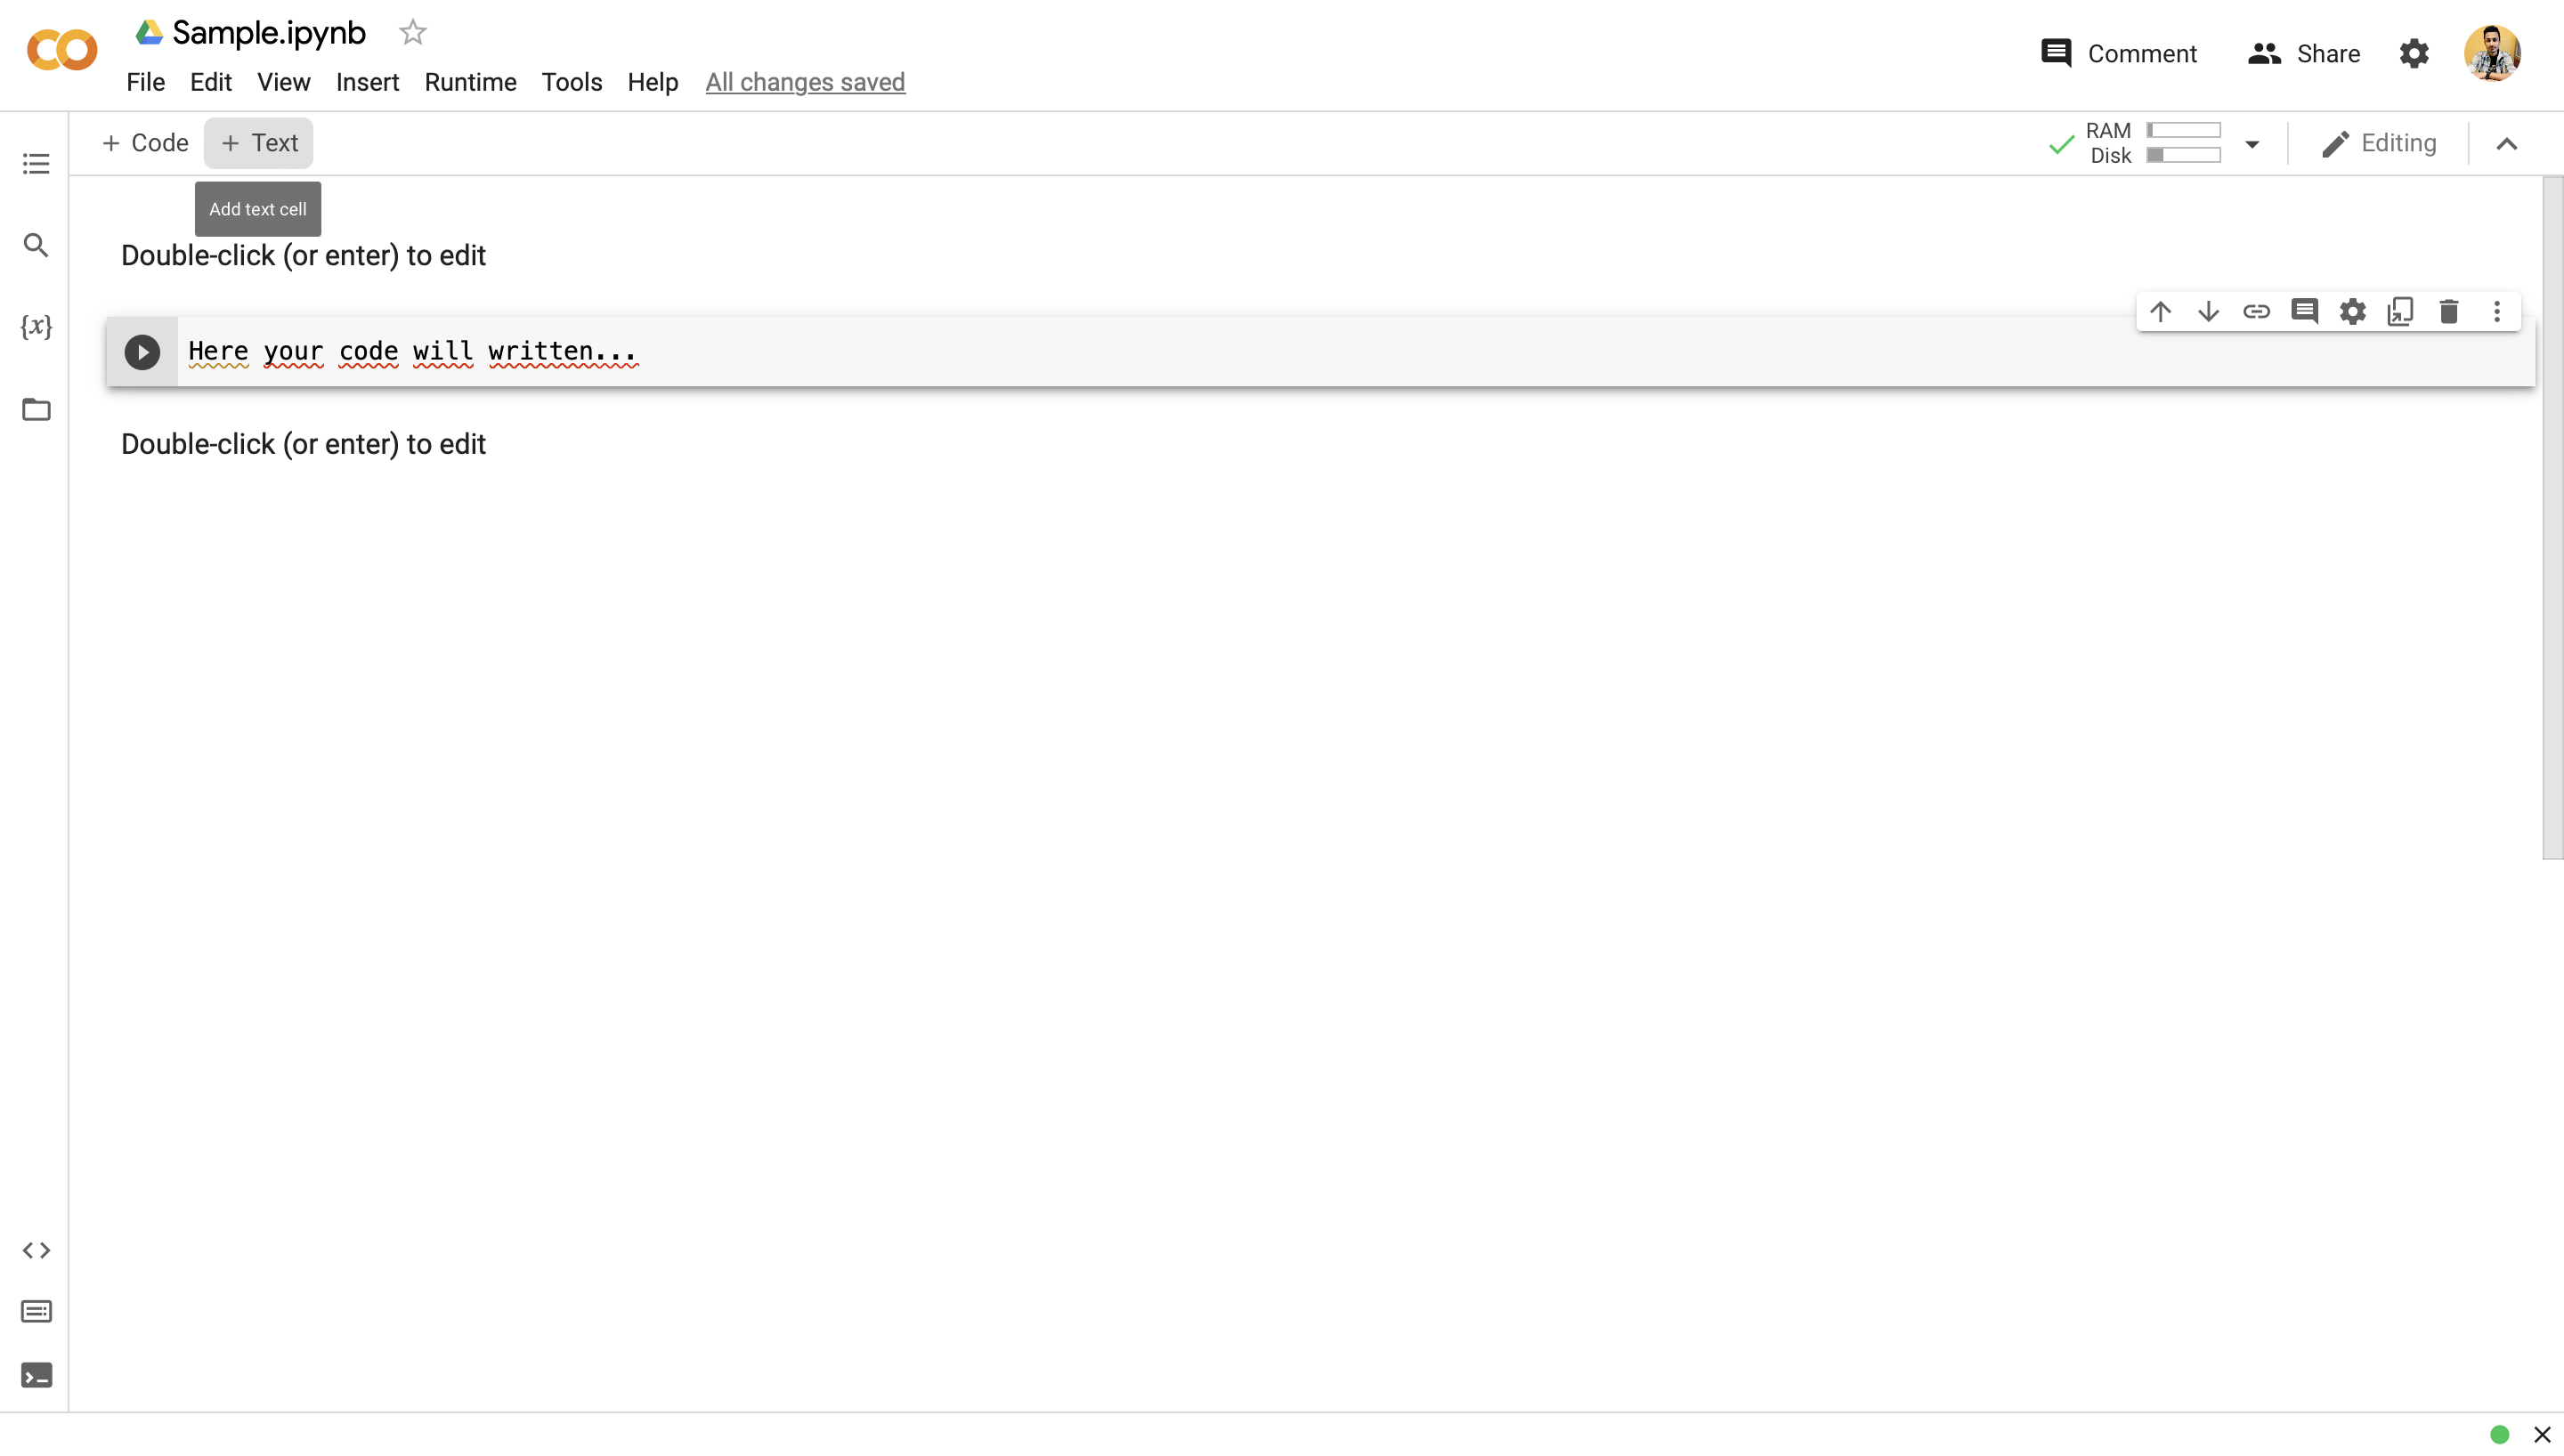 Sample.ipynb
File Edit View Insert Runtime Tools Help All changes saved
Comment Share
+ Code + Text
RAM
Disk
Editing
Add text cell
Double-click (or enter) to edit
{x}
Here your code will written...
Double-click (or enter) to edit